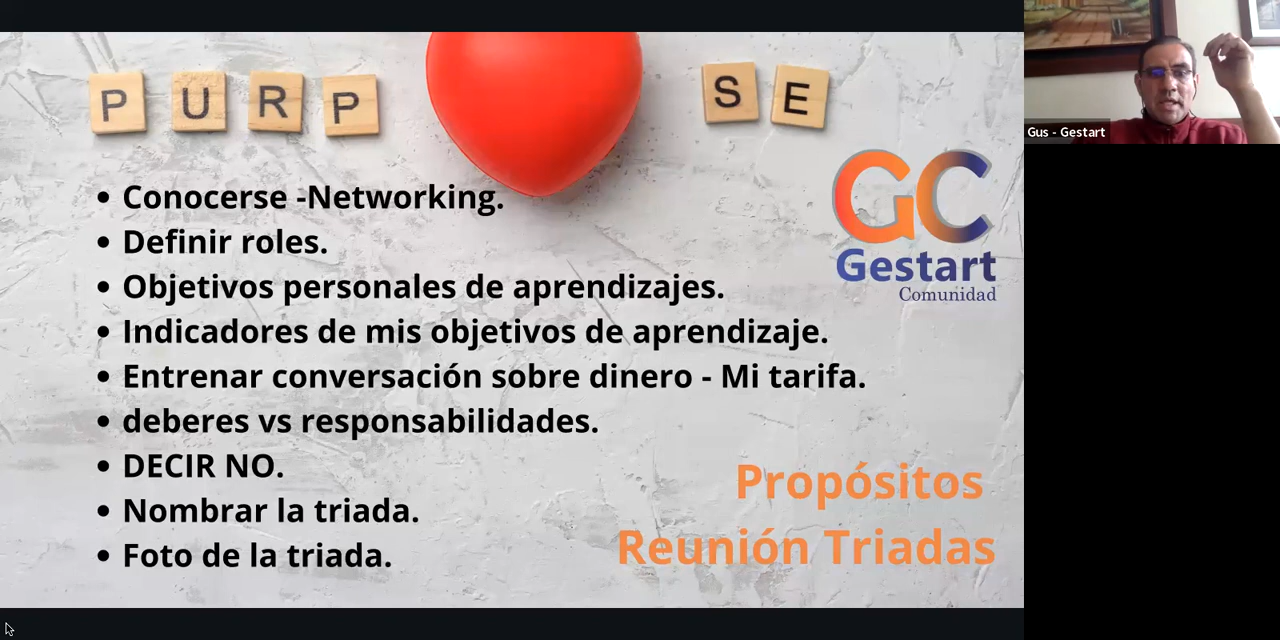 PURP SE
GC
Gestart
Comunidad
• Conocerse -Networking.
• Definir roles.
• Objetivos personales de aprendizajes.
• Indicadores de mis objetivos de aprendizaje.
• Entrenar conversación sobre dinero - Mi tarifa.
• deberes vs responsabilidades.
• DECIR NO.
• Nombrar la triada.
• Foto de la triada.
Propósitos
Reunión Triadas
Gus - Gestart